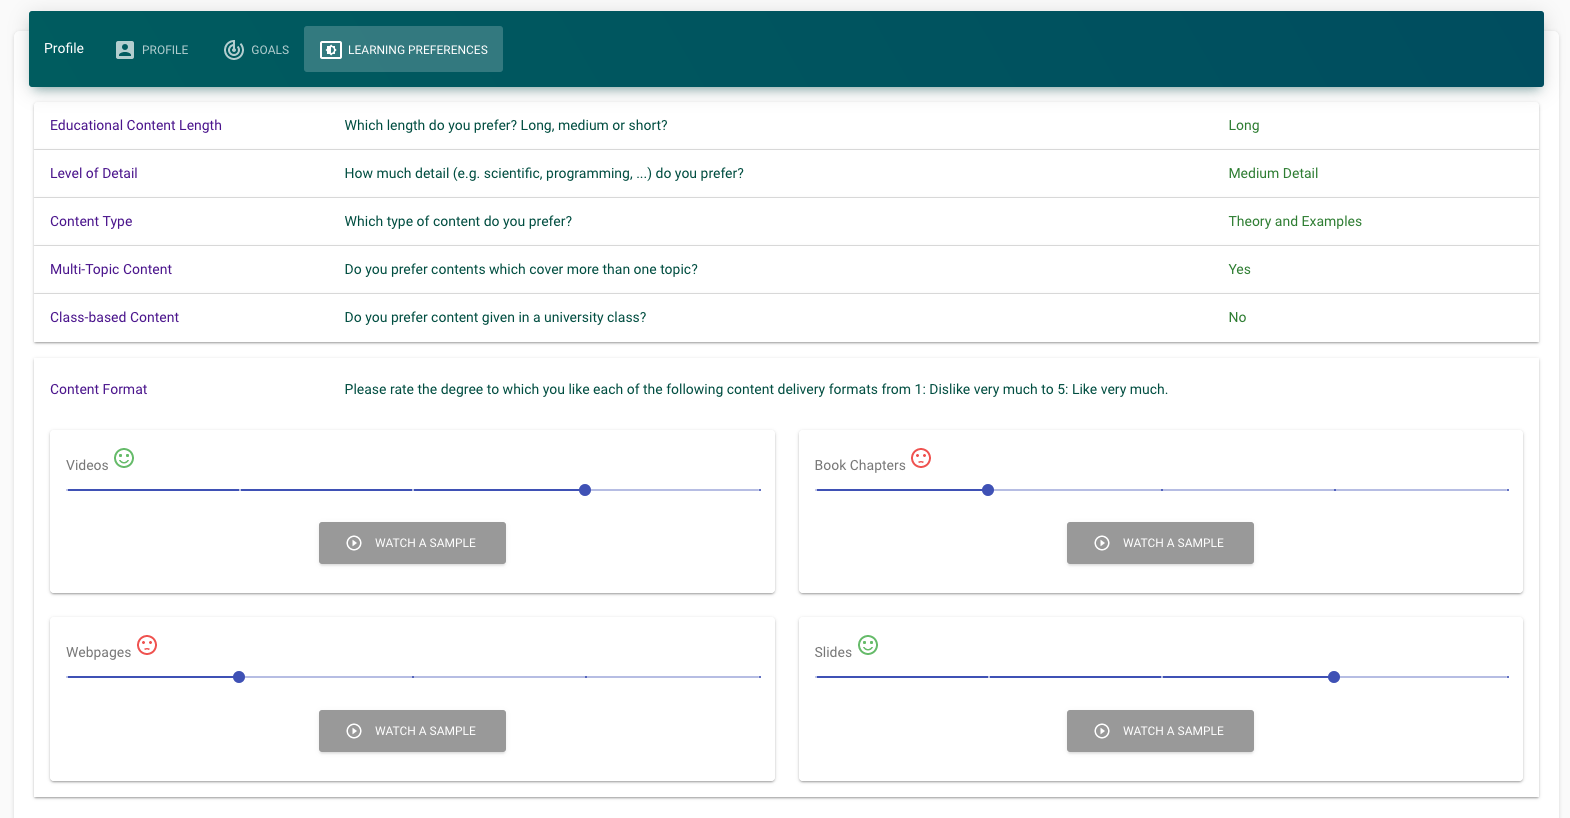 Profile PROFILE GOALS LEARNING PREFERENCES
Educational Content Length Which length do you prefer? Long, medium or short? Long
Level of Detail How much detail (e.g. scientific, programming, ...) do you prefer? Medium Detail
Content Type Which type of content do you prefer? Theory and Examples
Multi-Topic Content Do you prefer contents which cover more than one topic? Yes
Class-based Content Do you prefer content given in a university class? No
Content Format Please rate the degree to which you like each of the following content delivery formats from 1: Dislike very much to 5: Like very much.
Videos
WATCH A SAMPLE
Book Chapters
WATCH A SAMPLE
Webpages
WATCH A SAMPLE
Slides
WATCH A SAMPLE